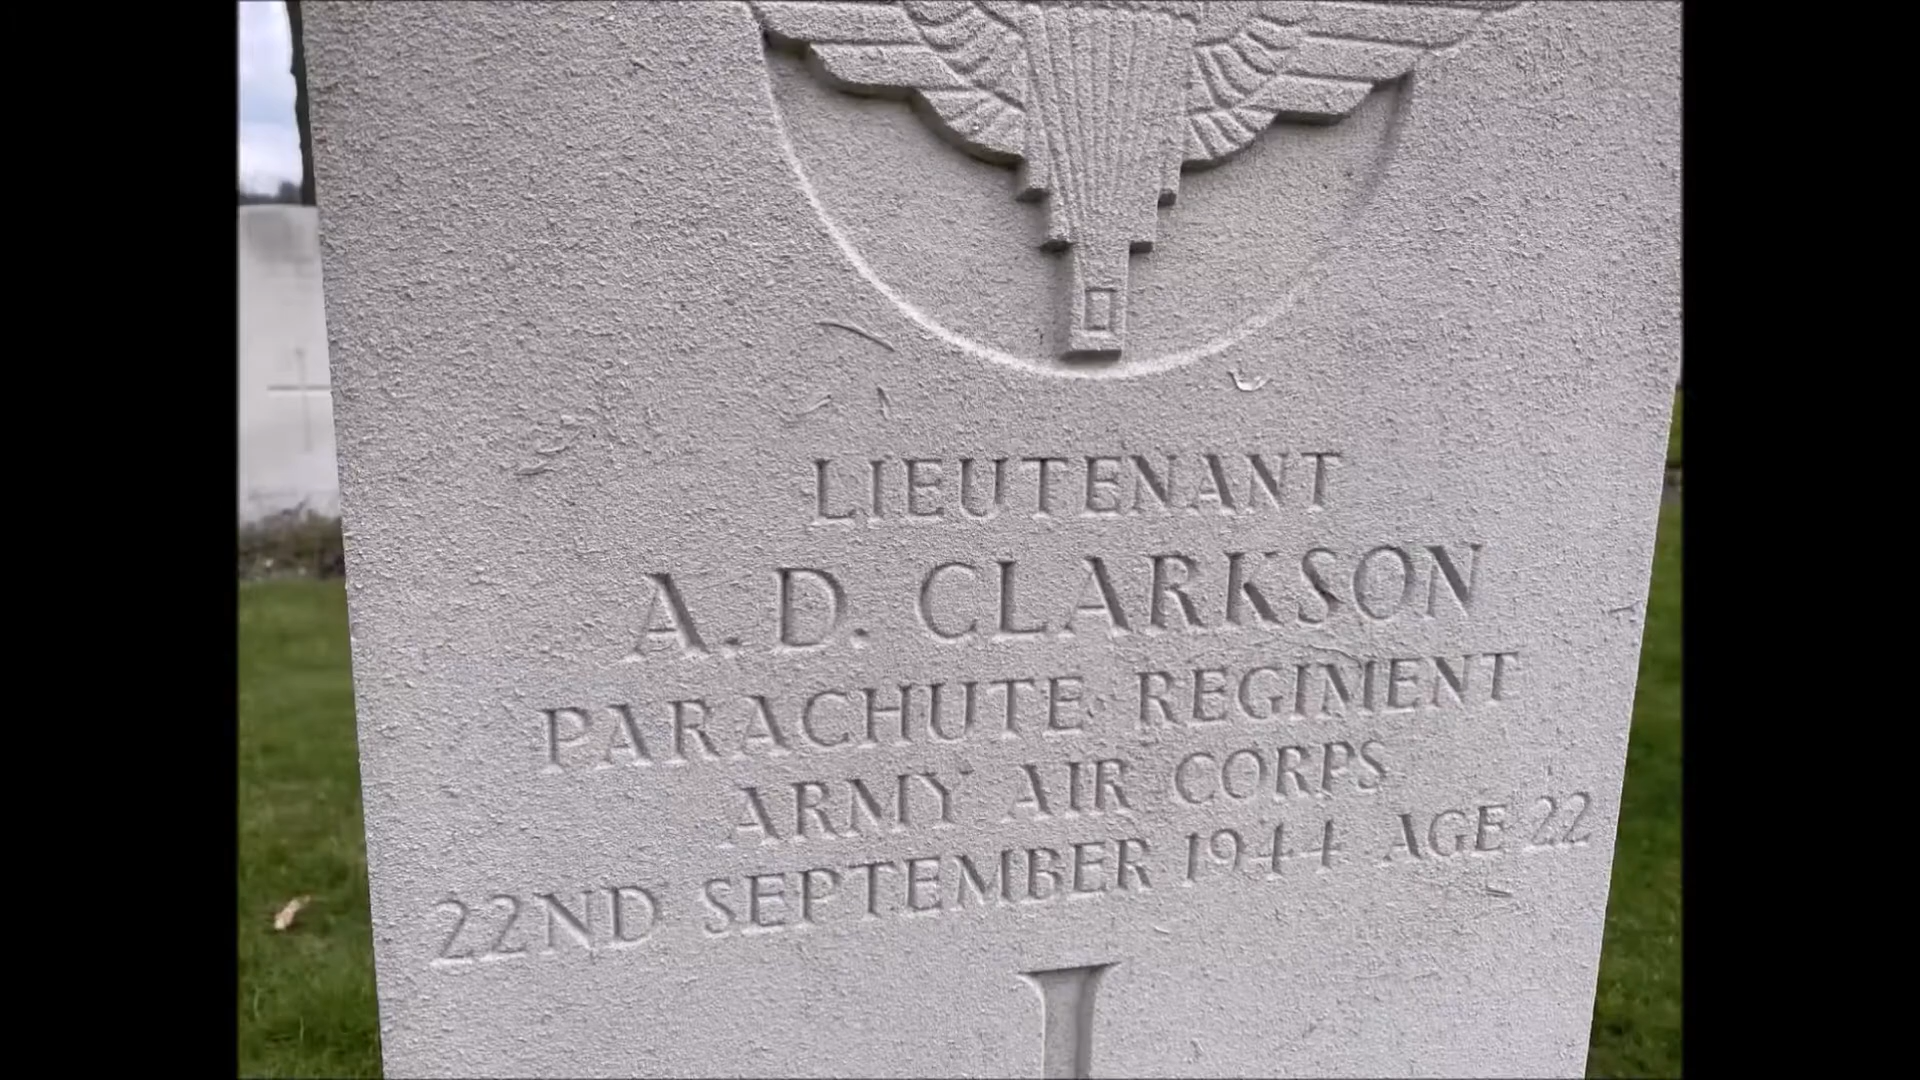 LIEUTENANT
A. D. CLARKSON
PARACHUTE REGIMENT
ARMY AIR CORPS
22ND SEPTEMBER 1944 AGE 22